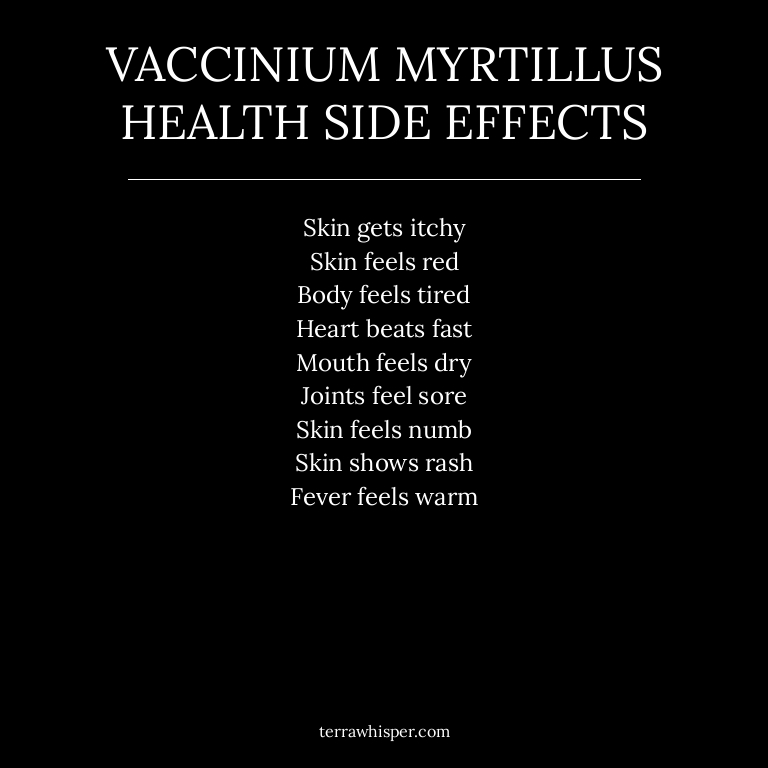 VACCINIUM MYRTILLUS
HEALTH SIDE EFFECTS
Skin gets itchy
Skin feels red
Body feels tired
Heart beats fast
Mouth feels dry
Joints feel sore
Skin feels numb
Skin shows rash
Fever feels warm
terrawhisper.com